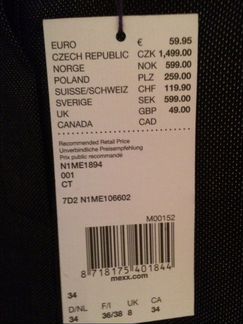 EURO € 59.95
CZECH REPUBLIC CZK 1,499.00
NORGE NOK 599.00
POLAND PLZ 259.00
SUISSE/SCHWEIZ CHF 119.90
SVERIGE SEK 599.00
UK GBP 49.00
CANADA CAD
Recommended Retail Price
Unverbindliche Preisempfehlung
Prix public recommandé
N1ME1894
001
CT
7D2 N1ME106602
M00152
8 718175 401844
mexx.com
34
D/NL F/I UK CA
34 36/38 8 34